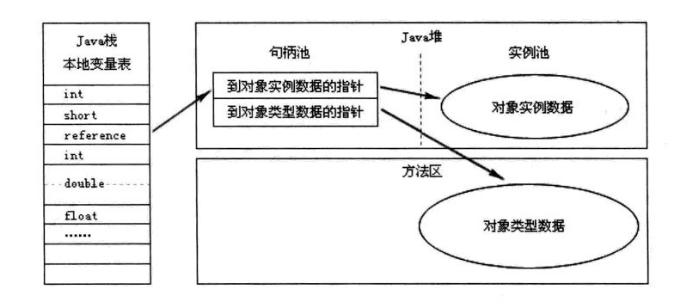 Java栈
本地变量表
int
short
reference
int
double
float
……
Java堆
句柄池
实例池
到对象实例数据的指针
到对象类型数据的指针
对象实例数据
方法区
对象类型数据